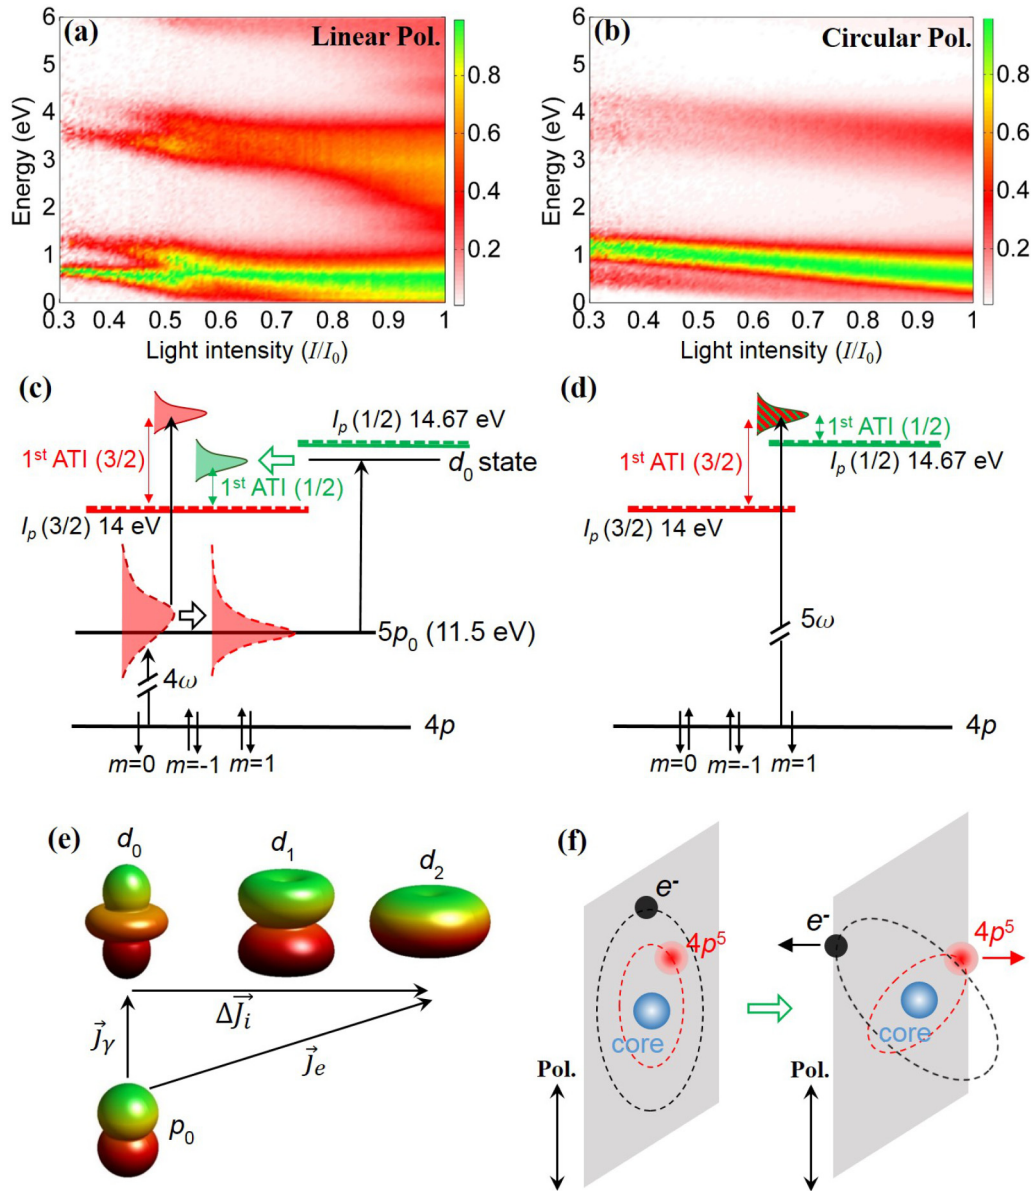 (a)
Linear Pol.
Energy (eV)
6
5
4
3
2
1
0
0.3 0.4 0.5 0.6 0.7 0.8 0.9 1
Light intensity (I/I0)
0.8
0.6
0.4
0.2
(b)
Circular Pol.
Energy (eV)
6
5
4
3
2
1
0
0.3 0.4 0.5 0.6 0.7 0.8 0.9 1
Light intensity (I/I0)
0.8
0.6
0.4
0.2
(c)
Ip (1/2) 14.67 eV
d0 state
1st ATI (3/2)
1st ATI (1/2)
Ip (3/2) 14 eV
5p0 (11.5 eV)
4ω
4p
m=0 m=-1 m=1
(d)
1st ATI (1/2)
Ip (1/2) 14.67 eV
1st ATI (3/2)
Ip (3/2) 14 eV
5ω
4p
m=0 m=-1 m=1
(e)
d0
d1
d2
ΔJ⃗i
j⃗γ
j⃗e
p0
(f)
e-
4p5
core
Pol.
e-
4p5
core
Pol.